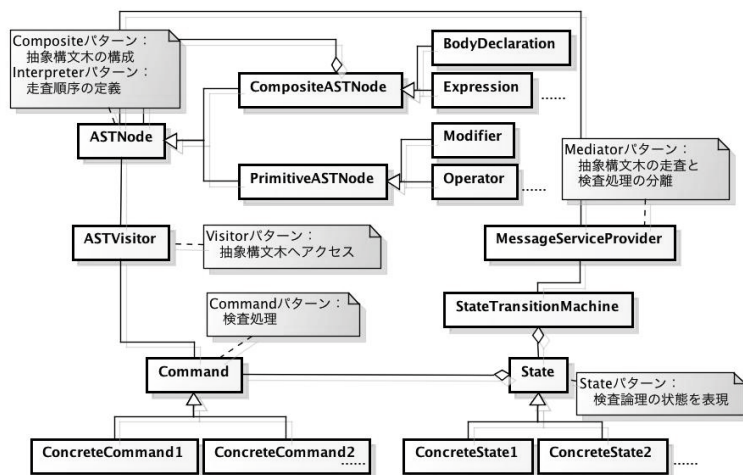 Compositeパターン：
抽象構文木の構成
Interpreterパターン：
走査順序の定義
BodyDeclaration
CompositeASTNode
Expression
......
ASTNode
Modifier
Mediatorパターン：
抽象構文木の走査と
検査処理の分離
PrimitiveASTNode
Operator
......
ASTVisitor
Visitorパターン：
抽象構文木へアクセス
MessageServiceProvider
Commandパターン：
検査処理
StateTransitionMachine
Command
State
Stateパターン：
検査論理の状態を表現
ConcreteCommand1
ConcreteCommand2
......
ConcreteState1
ConcreteState2
......